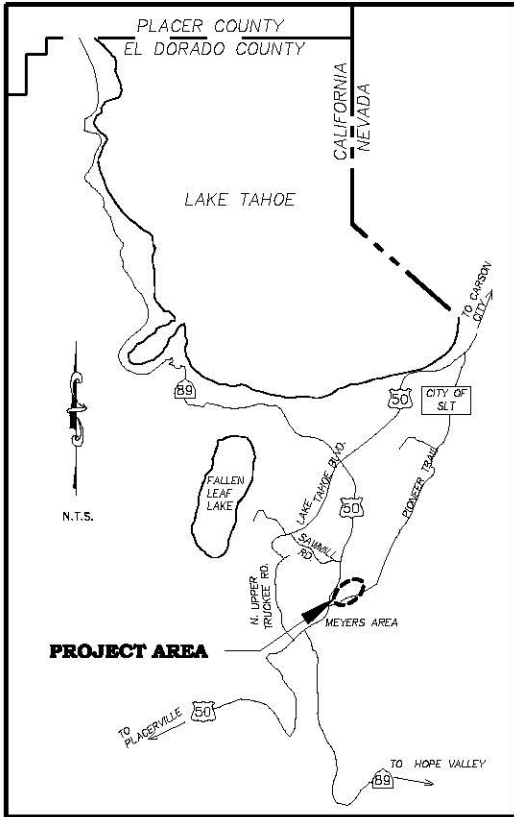 PLACER COUNTY
EL DORADO COUNTY
CALIFORNIA
NEVADA
LAKE TAHOE
TO CARSON
CITY
89
50
CITY OF
SLT
N.T.S.
FALLEN
LEAF
LAKE
LAKE TAHOE BLVD.
50
PIONEER TRAIL
SAWMILL
RD.
N. UPPER
TRUCKEE RD.
MEYERS AREA
PROJECT AREA
TO
PLACERVILLE
50
TO HOPE VALLEY
89